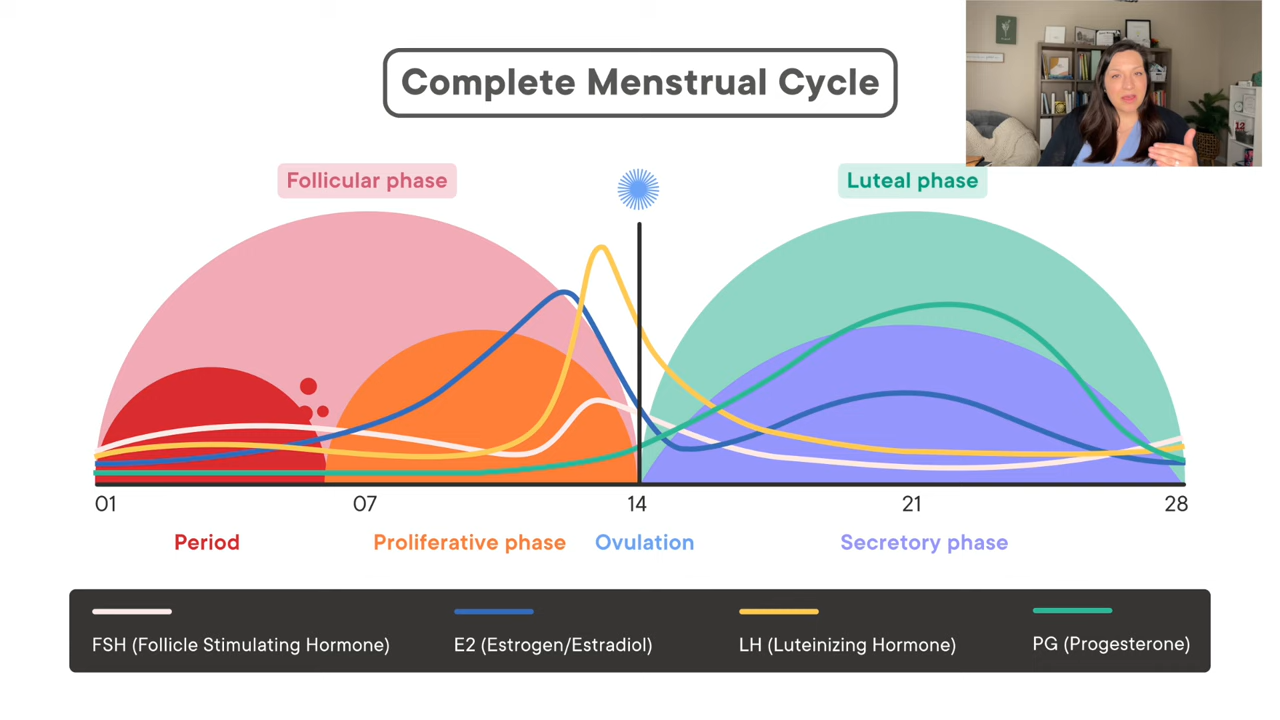 Complete Menstrual Cycle
Follicular phase
Luteal phase
01 07 14 21 28
Period Proliferative phase Ovulation Secretory phase
FSH (Follicle Stimulating Hormone) E2 (Estrogen/Estradiol) LH (Luteinizing Hormone) PG (Progesterone)
12